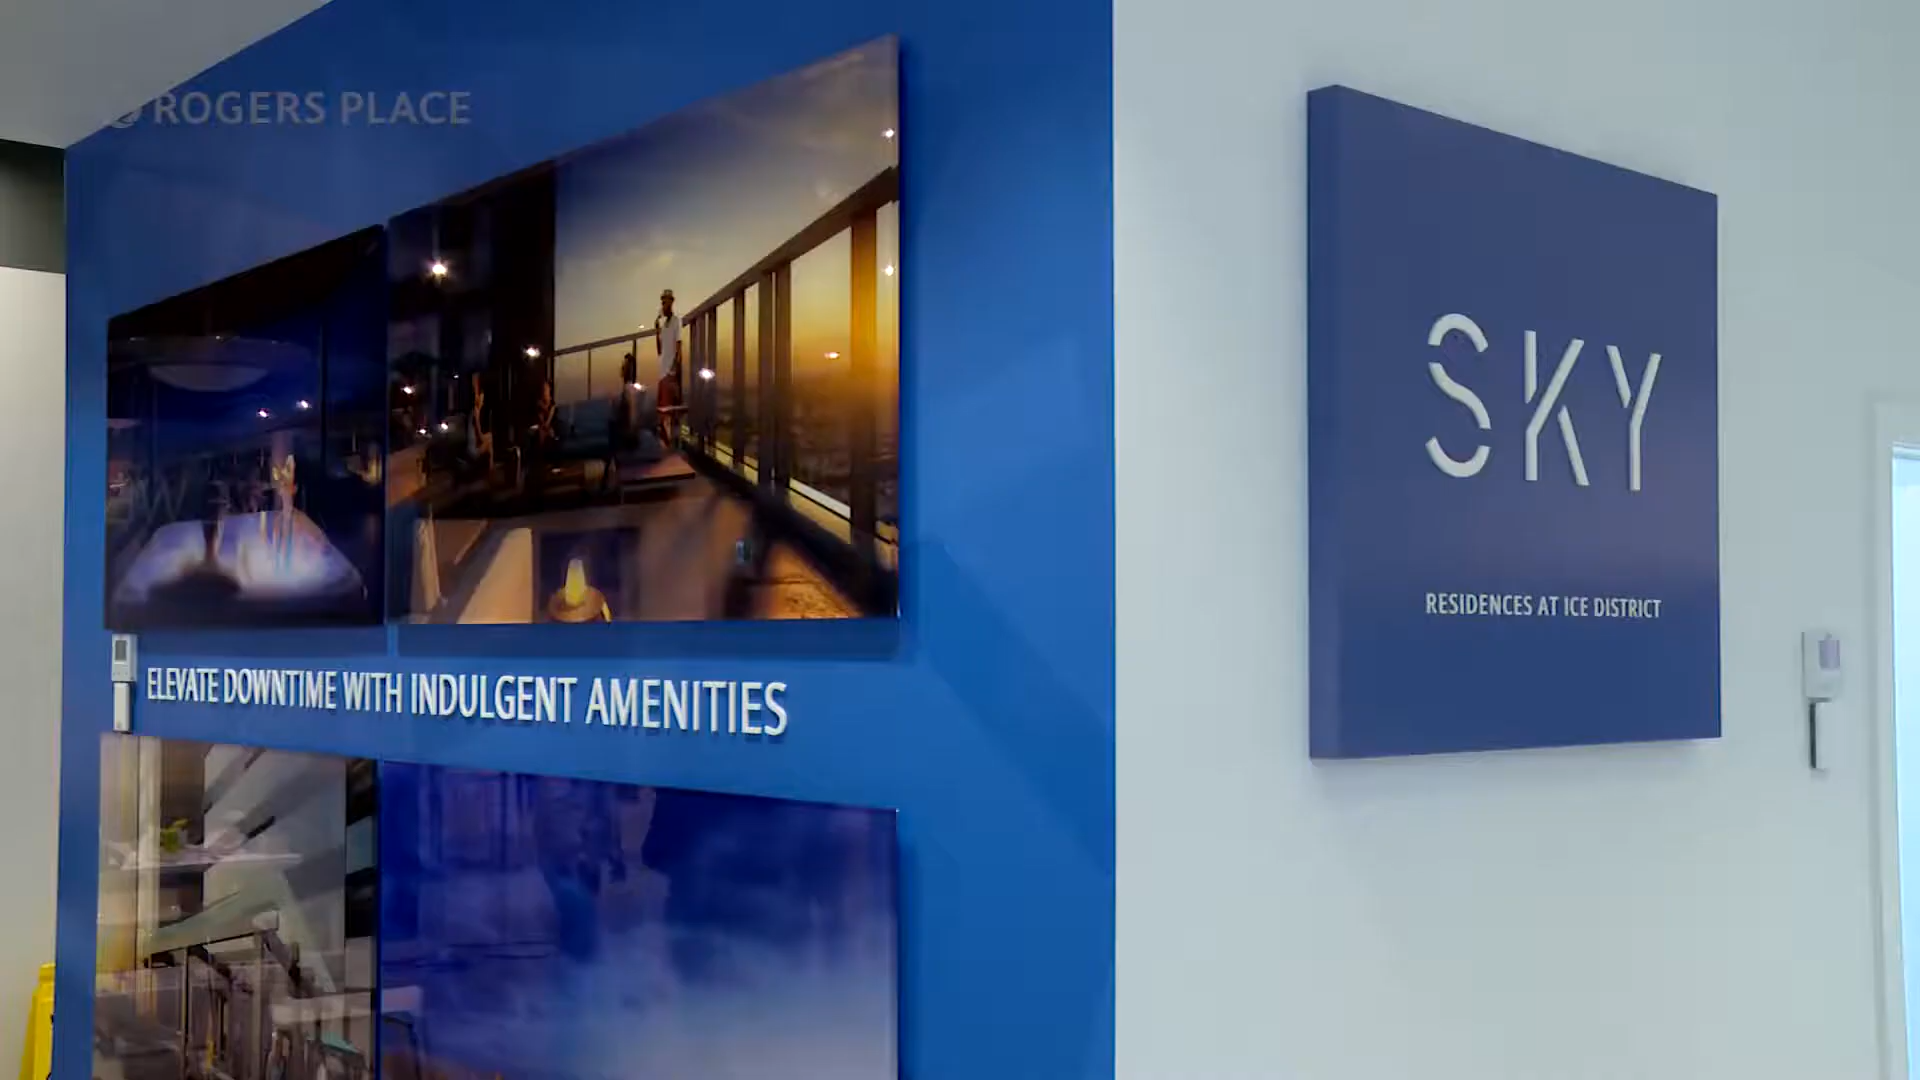 ROGERS PLACE
ELEVATE DOWNTIME WITH INDULGENT AMENITIES
SKY
RESIDENCES AT ICE DISTRICT